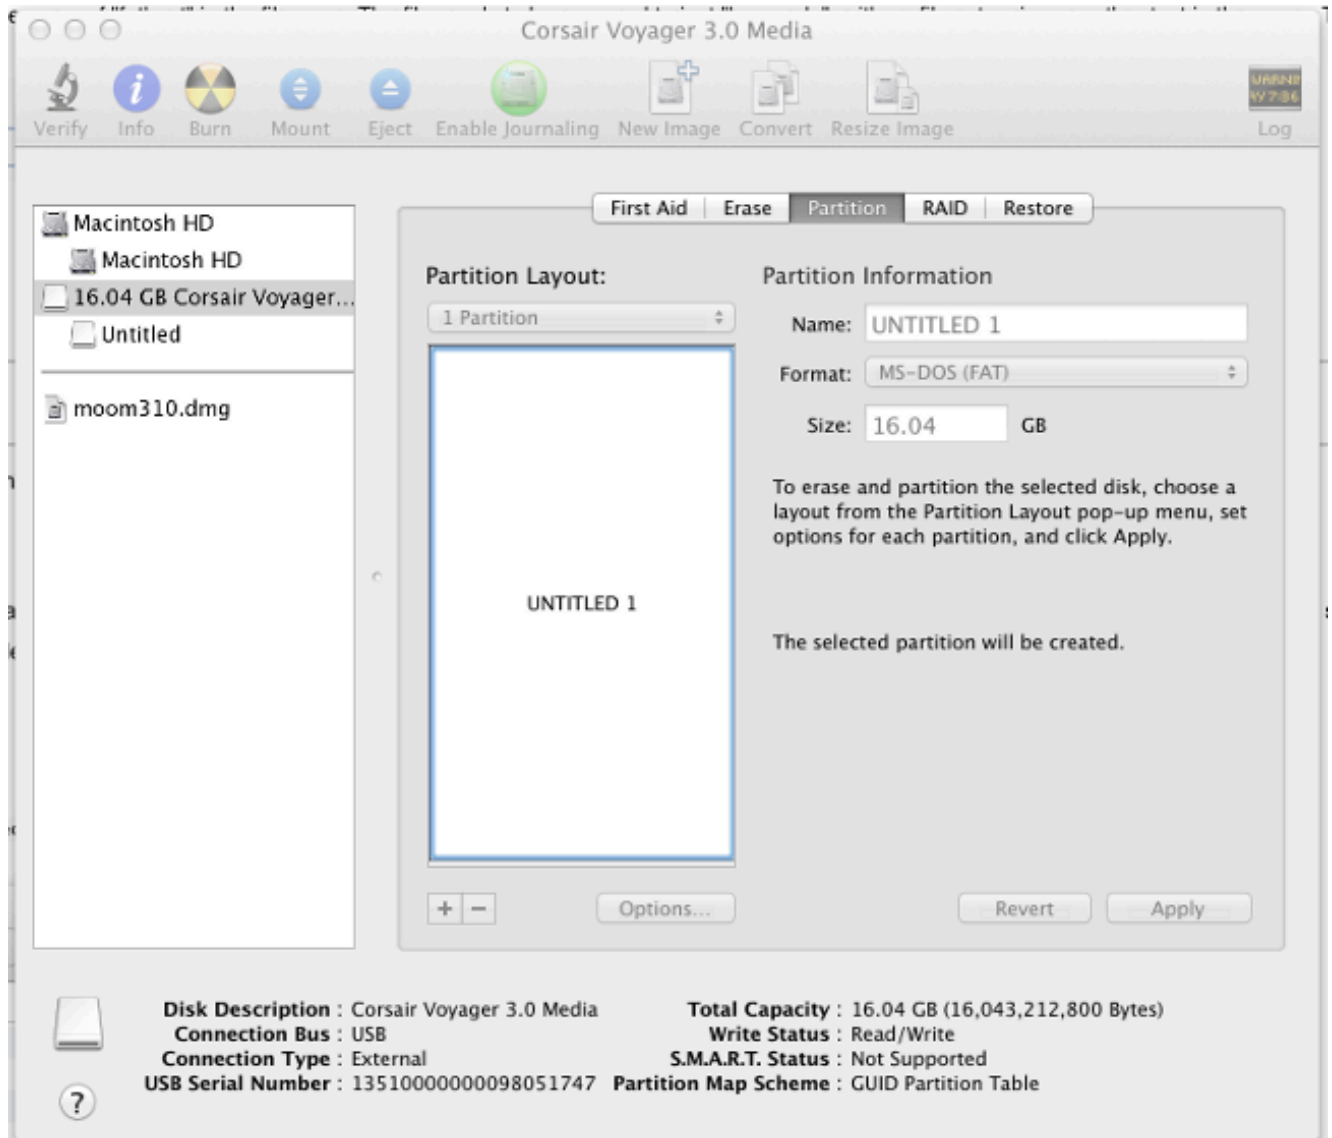 Corsair Voyager 3.0 Media
Verify Info Burn Mount Eject Enable Journaling New Image Convert Resize Image Log
WARNI
AY 7:86
Macintosh HD
Macintosh HD
16.04 GB Corsair Voyager...
Untitled
moom310.dmg
First Aid Erase Partition RAID Restore
Partition Layout:
1 Partition
UNTITLED 1
+ − Options...
Partition Information
Name: UNTITLED 1
Format: MS-DOS (FAT)
Size: 16.04 GB
To erase and partition the selected disk, choose a
layout from the Partition Layout pop-up menu, set
options for each partition, and click Apply.
The selected partition will be created.
Revert Apply
Disk Description : Corsair Voyager 3.0 Media
Connection Bus : USB
Connection Type : External
USB Serial Number : 13510000000098051747
Total Capacity : 16.04 GB (16,043,212,800 Bytes)
Write Status : Read/Write
S.M.A.R.T. Status : Not Supported
Partition Map Scheme : GUID Partition Table
?